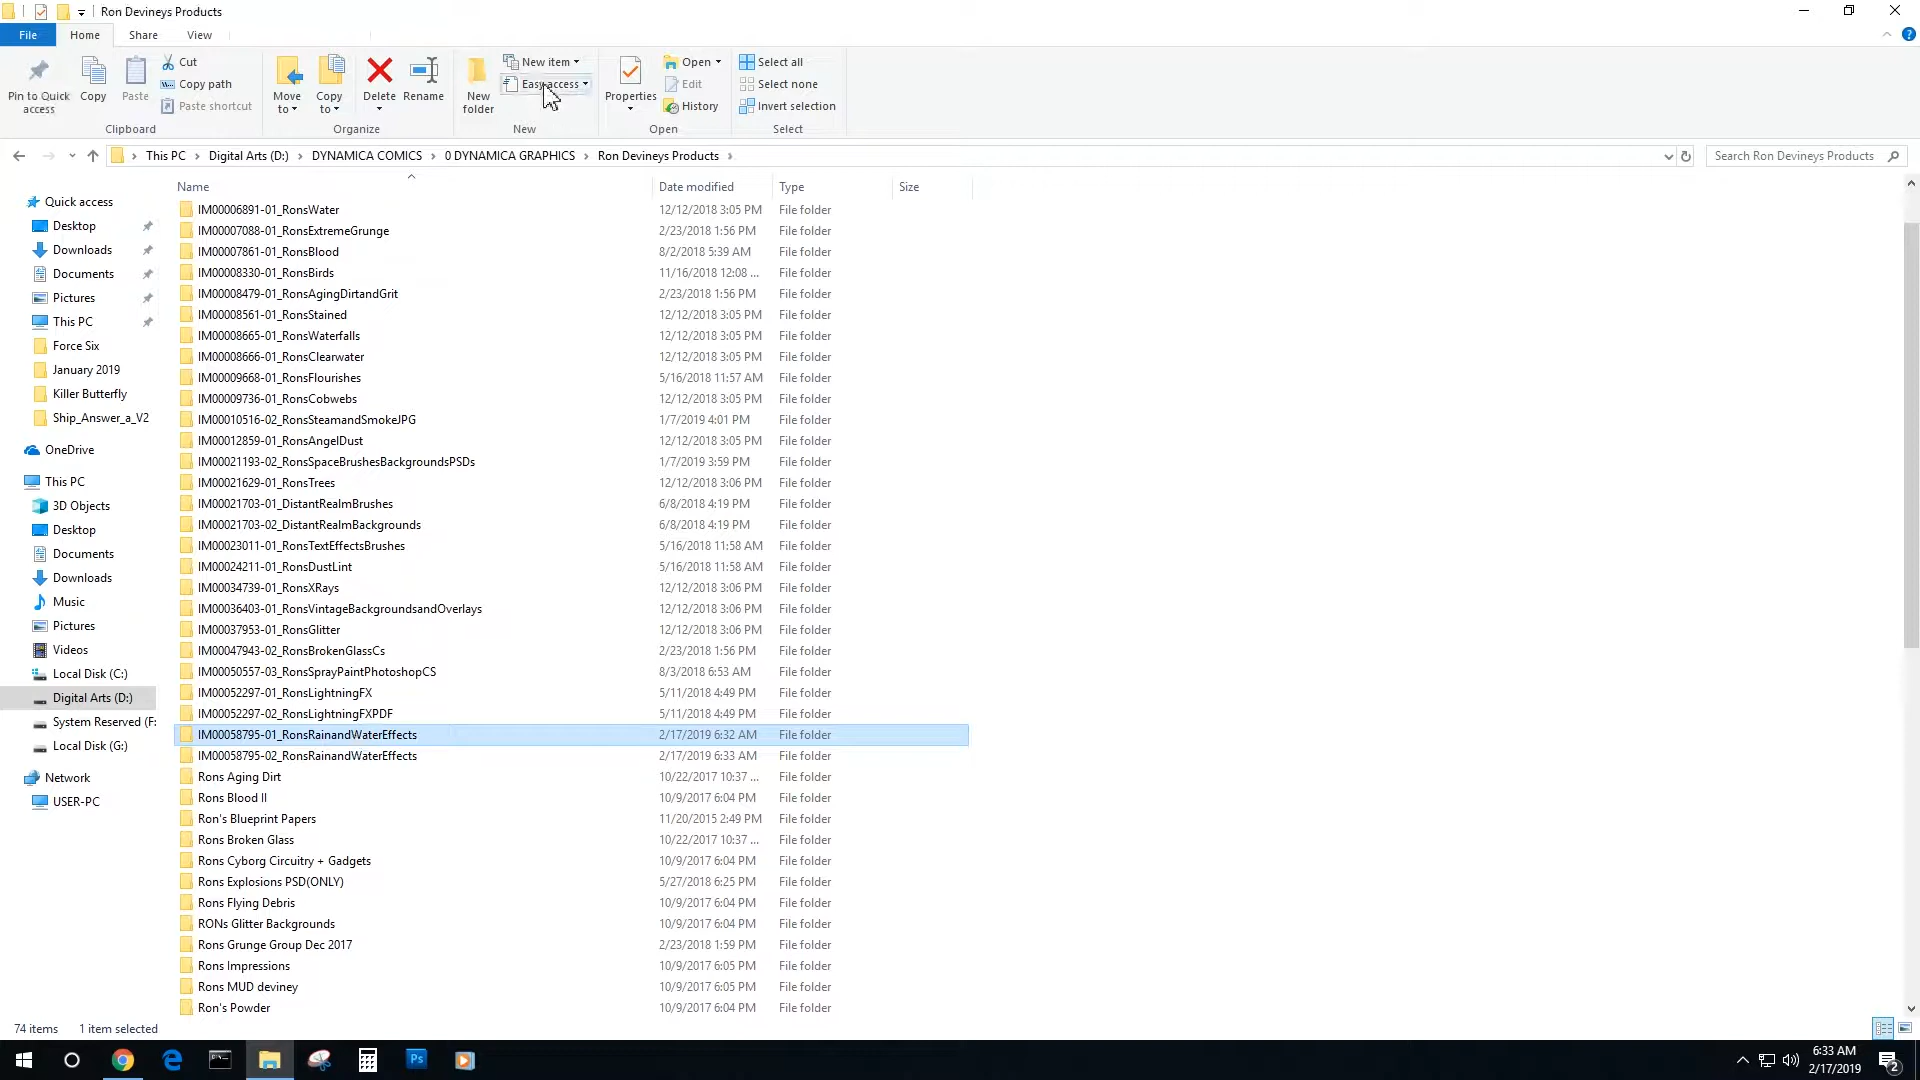 Ron Devineys Products
File Home Share View
Pin to Quick access
Copy
Paste
Cut
Copy path
Paste shortcut
Clipboard
Move to
Copy to
Delete
Rename
Organize
New folder
New item
Easy access
New
Properties
Open
Edit
History
Open
Select all
Select none
Invert selection
Select
This PC › Digital Arts (D:) › DYNAMICA COMICS › 0 DYNAMICA GRAPHICS › Ron Devineys Products ›
Search Ron Devineys Products
Quick access
Desktop
Downloads
Documents
Pictures
This PC
Force Six
January 2019
Killer Butterfly
Ship_Answer_a_V2
OneDrive
This PC
3D Objects
Desktop
Documents
Downloads
Music
Pictures
Videos
Local Disk (C:)
Digital Arts (D:)
System Reserved (F:
Local Disk (G:)
Network
USER-PC
Name Date modified Type Size
IM00006891-01_RonsWater 12/12/2018 3:05 PM File folder
IM00007088-01_RonsExtremeGrunge 2/23/2018 1:56 PM File folder
IM00007861-01_RonsBlood 8/2/2018 5:39 AM File folder
IM00008330-01_RonsBirds 11/16/2018 12:08 ... File folder
IM00008479-01_RonsAgingDirtandGrit 2/23/2018 1:56 PM File folder
IM00008561-01_RonsStained 12/12/2018 3:05 PM File folder
IM00008665-01_RonsWaterfalls 12/12/2018 3:05 PM File folder
IM00008666-01_RonsClearwater 12/12/2018 3:05 PM File folder
IM00009668-01_RonsFlourishes 5/16/2018 11:57 AM File folder
IM00009736-01_RonsCobwebs 12/12/2018 3:05 PM File folder
IM00010516-02_RonsSteamandSmokeJPG 1/7/2019 4:01 PM File folder
IM00012859-01_RonsAngelDust 12/12/2018 3:05 PM File folder
IM00021193-02_RonsSpaceBrushesBackgroundsPSDs 1/7/2019 3:59 PM File folder
IM00021629-01_RonsTrees 12/12/2018 3:06 PM File folder
IM00021703-01_DistantRealmBrushes 6/8/2018 4:19 PM File folder
IM00021703-02_DistantRealmBackgrounds 6/8/2018 4:19 PM File folder
IM00023011-01_RonsTextEffectsBrushes 5/16/2018 11:58 AM File folder
IM00024211-01_RonsDustLint 5/16/2018 11:58 AM File folder
IM00034739-01_RonsXRays 12/12/2018 3:06 PM File folder
IM00036403-01_RonsVintageBackgroundsandOverlays 12/12/2018 3:06 PM File folder
IM00037953-01_RonsGlitter 12/12/2018 3:06 PM File folder
IM00047943-02_RonsBrokenGlassCs 2/23/2018 1:56 PM File folder
IM00050557-03_RonsSprayPaintPhotoshopCS 8/3/2018 6:53 AM File folder
IM00052297-01_RonsLightningFX 5/11/2018 4:49 PM File folder
IM00052297-02_RonsLightningFXPDF 5/11/2018 4:49 PM File folder
IM00058795-01_RonsRainandWaterEffects 2/17/2019 6:32 AM File folder
IM00058795-02_RonsRainandWaterEffects 2/17/2019 6:33 AM File folder
Rons Aging Dirt 10/22/2017 10:37 ... File folder
Rons Blood II 10/9/2017 6:04 PM File folder
Ron's Blueprint Papers 11/20/2015 2:49 PM File folder
Rons Broken Glass 10/22/2017 10:37 ... File folder
Rons Cyborg Circuitry + Gadgets 10/9/2017 6:04 PM File folder
Rons Explosions PSD(ONLY) 5/27/2018 6:25 PM File folder
Rons Flying Debris 10/9/2017 6:04 PM File folder
RONs Glitter Backgrounds 10/9/2017 6:04 PM File folder
Rons Grunge Group Dec 2017 2/23/2018 1:59 PM File folder
Rons Impressions 10/9/2017 6:05 PM File folder
Rons MUD deviney 10/9/2017 6:05 PM File folder
Ron's Powder 10/9/2017 6:04 PM File folder
74 items 1 item selected
Ps
6:33 AM
2/17/2019
2